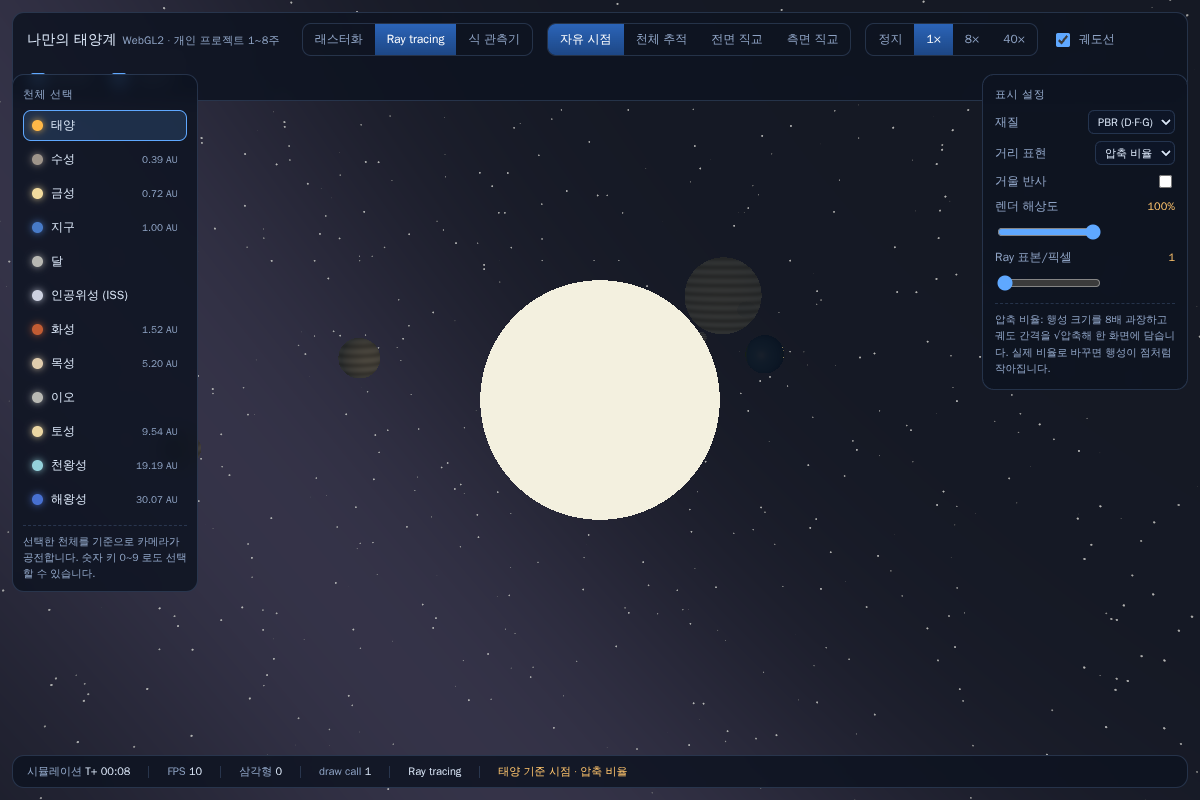 나만의 태양계 WebGL2 · 개인 프로젝트 1~8주 래스터화 Ray tracing 식 관측기 자유 시점 천체 추적 전면 직교 측면 직교 정지 1× 8× 40× 궤도선
천체 선택
태양
수성 0.39 AU
금성 0.72 AU
지구 1.00 AU
달
인공위성 (ISS)
화성 1.52 AU
목성 5.20 AU
이오
토성 9.54 AU
천왕성 19.19 AU
해왕성 30.07 AU
선택한 천체를 기준으로 카메라가
공전합니다. 숫자 키 0~9 로도 선택
할 수 있습니다.
표시 설정
재질 PBR (D·F·G)
거리 표현 압축 비율
거울 반사
렌더 해상도 100%
Ray 표본/픽셀 1
압축 비율: 행성 크기를 8배 과장하고
궤도 간격을 √압축해 한 화면에 담습니
다. 실제 비율로 바꾸면 행성이 점처럼
작아집니다.
시뮬레이션 T+ 00:08 FPS 10 삼각형 0 draw call 1 Ray tracing 태양 기준 시점 · 압축 비율